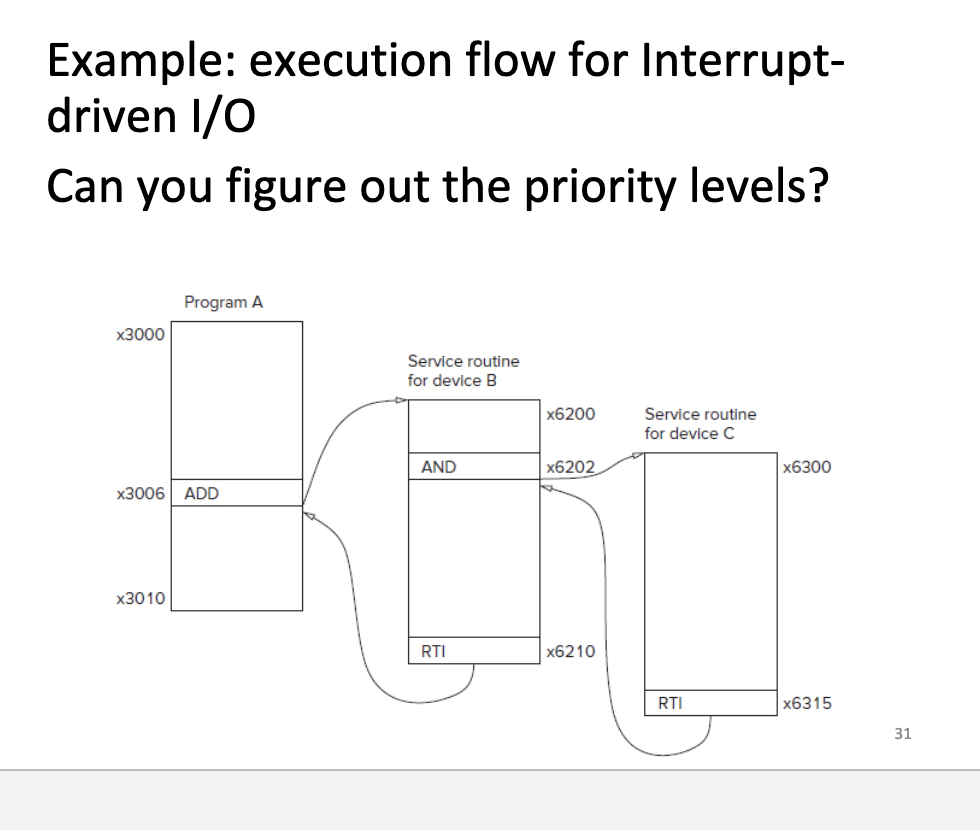 Example: execution flow for Interrupt-
driven I/O
Can you figure out the priority levels?
Program A
x3000
Service routine
for device B
x6200
Service routine
for device C
AND
x6202
x6300
x3006
ADD
x3010
RTI
x6210
RTI
x6315
31